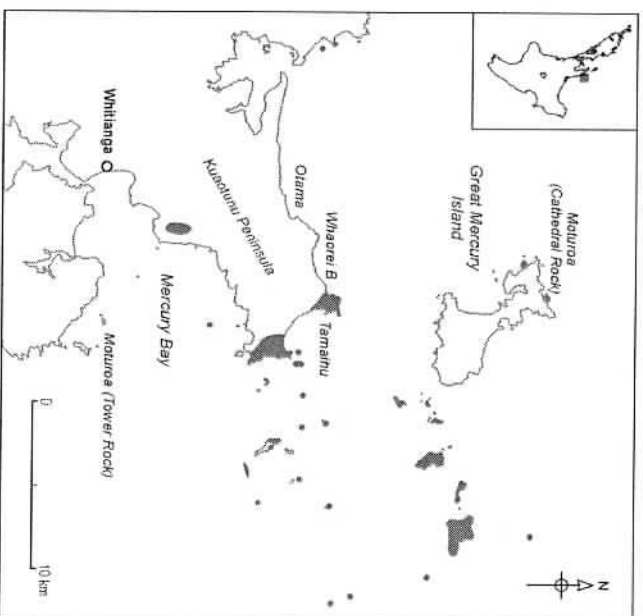 Moturoa
(Cathedral Rock)
Great Mercury
Island
Otama
Whaorei B
Tamaihu
Kuaotunu Peninsula
Whitianga
Mercury Bay
Moturoa (Tower Rock)
0
10 km
N